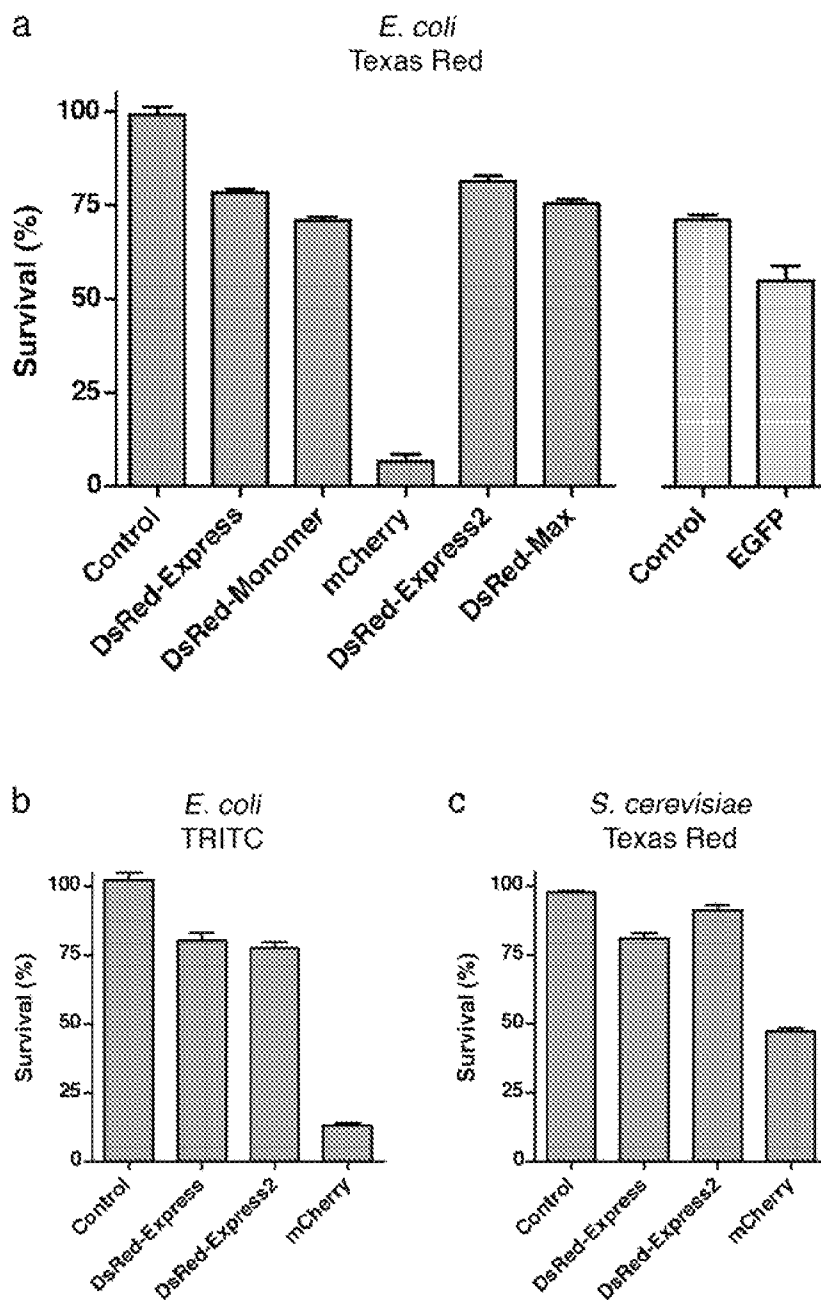 a
E. coli
Texas Red
Survival (%)
100
75
50
25
0
Control
DsRed-Express
DsRed-Monomer
mCherry
DsRed-Express2
DsRed-Max
Control
EGFP
b
E. coli
TRITC
Survival (%)
100
75
50
25
0
Control
DsRed-Express
DsRed-Express2
mCherry
c
S. cerevisiae
Texas Red
Survival (%)
100
75
50
25
0
Control
DsRed-Express
DsRed-Express2
mCherry